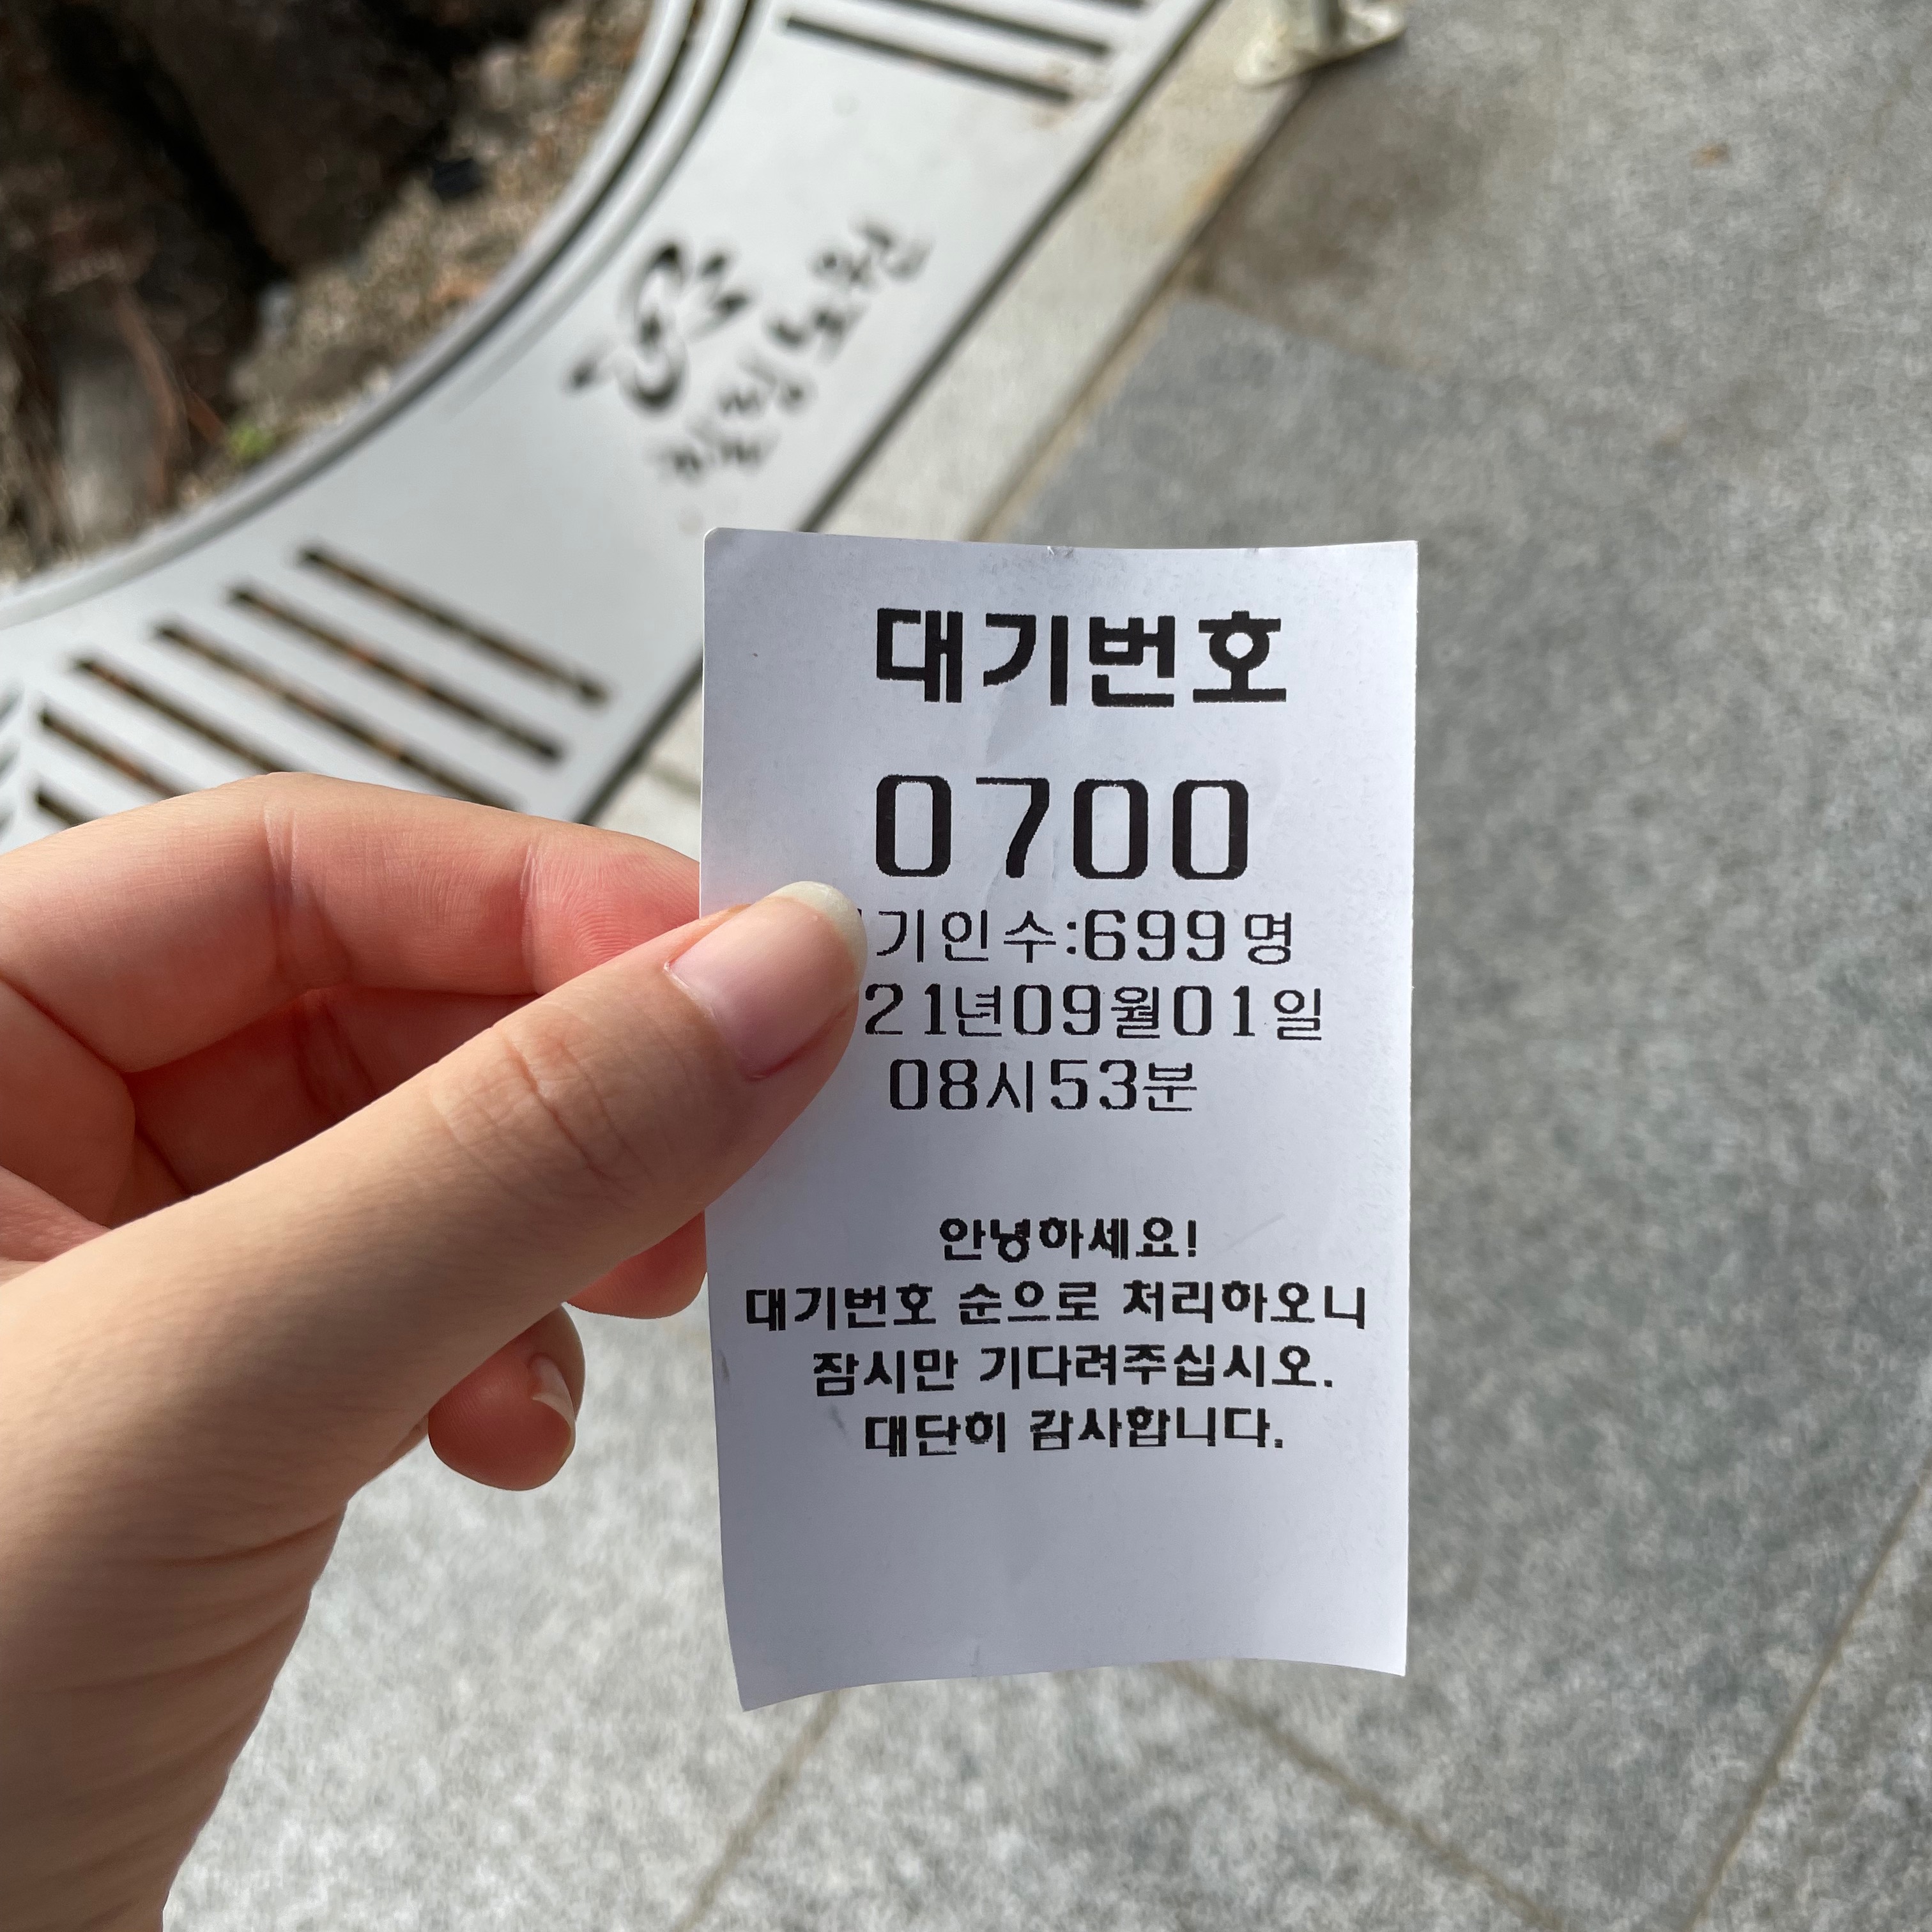 대기번호
0700
기인수:699명
21년09월01일
08시53분
안녕하세요!
대기번호 순으로 처리하오니
잠시만 기다려주십시오.
대단히 감사합니다.